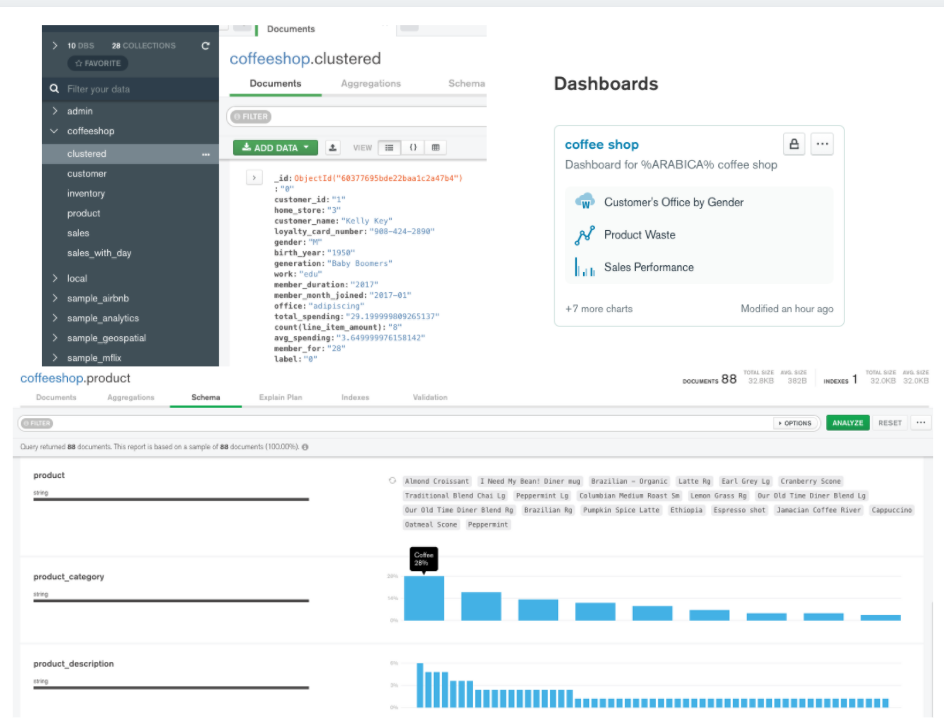 10 DBS 28 COLLECTIONS
FAVORITE
Filter your data
admin
coffeeshop
clustered
customer
inventory
product
sales
sales_with_day
local
sample_airbnb
sample_analytics
sample_geospatial
sample_mflix
Documents
coffeeshop.clustered
Documents Aggregations Schema
FILTER
ADD DATA VIEW
_id: ObjectId("60377695bde22baa1c2a47b4")
: "0"
customer_id: "1"
home_store: "3"
customer_name: "Kelly Key"
loyalty_card_number: "908-424-2890"
gender: "M"
birth_year: "1950"
generation: "Baby Boomers"
work: "edu"
member_duration: "2017"
member_month_joined: "2017-01"
office: "adipiscing"
total_spending: "29.199999809265137"
count(line_item_amount): "8"
avg_spending: "3.649999976158142"
member_for: "28"
label: "0"
Dashboards
coffee shop
Dashboard for %ARABICA% coffee shop
Customer's Office by Gender
Product Waste
Sales Performance
+7 more charts Modified an hour ago
coffeeshop.product
DOCUMENTS 88 TOTAL SIZE 32.8KB AVG. SIZE 382B INDEXES 1 TOTAL SIZE 32.0KB AVG. SIZE 32.0KB
Documents Aggregations Schema Explain Plan Indexes Validation
FILTER OPTIONS ANALYZE RESET
Query returned 88 documents. This report is based on a sample of 88 documents (100.00%).
product
string
Almond Croissant I Need My Bean! Diner mug Brazilian - Organic Latte Rg Earl Grey Lg Cranberry Scone
Traditional Blend Chai Lg Peppermint Lg Columbian Medium Roast Sm Lemon Grass Rg Our Old Time Diner Blend Lg
Our Old Time Diner Blend Rg Brazilian Rg Pumpkin Spice Latte Ethiopia Espresso shot Jamacian Coffee River Cappuccino
Oatmeal Scone Peppermint
product_category
string
Coffee
28%
product_description
string